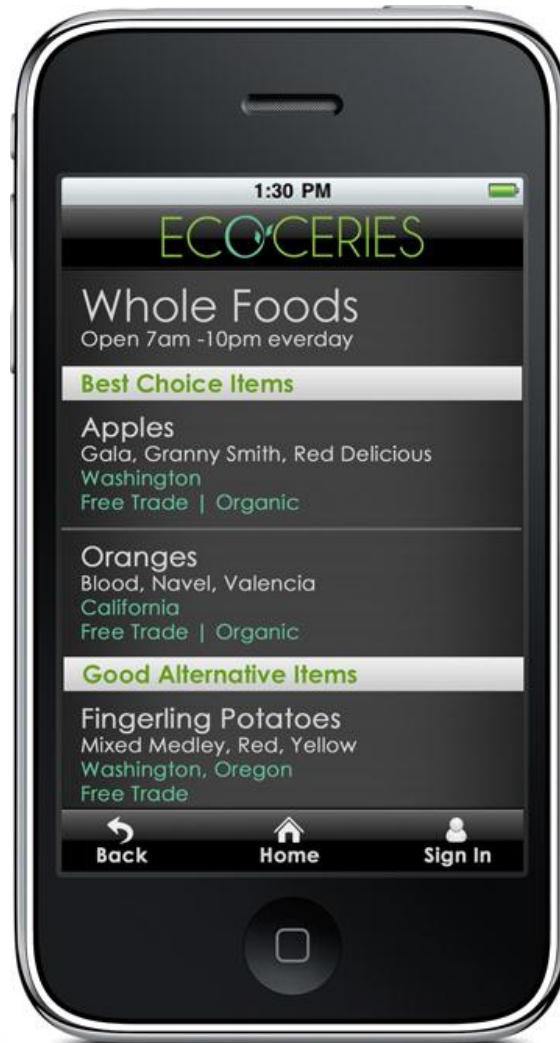 1:30 PM
ECO'CERIES
Whole Foods
Open 7am -10pm everday
Best Choice Items
Apples
Gala, Granny Smith, Red Delicious
Washington
Free Trade | Organic
Oranges
Blood, Navel, Valencia
California
Free Trade | Organic
Good Alternative Items
Fingerling Potatoes
Mixed Medley, Red, Yellow
Washington, Oregon
Free Trade
Back Home Sign In